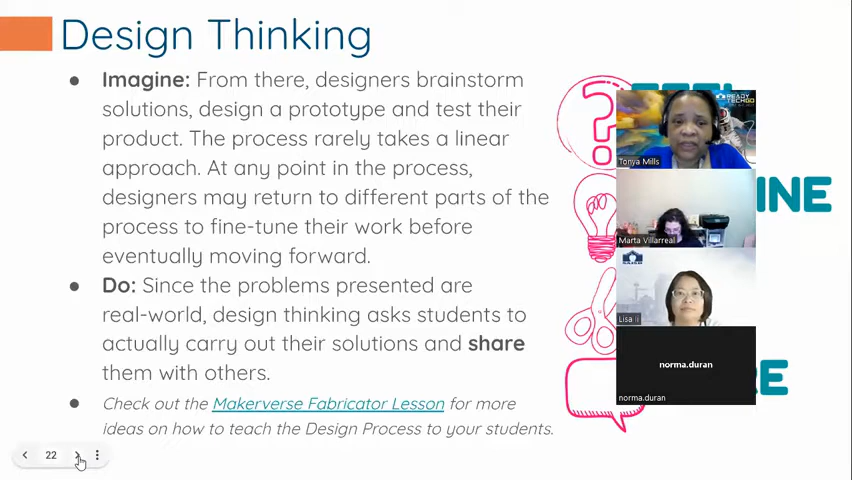 Design Thinking
● Imagine: From there, designers brainstorm
solutions, design a prototype and test their
product. The process rarely takes a linear
approach. At any point in the process,
designers may return to different parts of the
process to fine-tune their work before
eventually moving forward.
● Do: Since the problems presented are
real-world, design thinking asks students to
actually carry out their solutions and share
them with others.
● Check out the Makerverse Fabricator Lesson for more
ideas on how to teach the Design Process to your students.
?
INE
RE
READY
TECH GO
Tonya Mills
Marta Villarreal
Lisa li
norma.duran
norma.duran
22